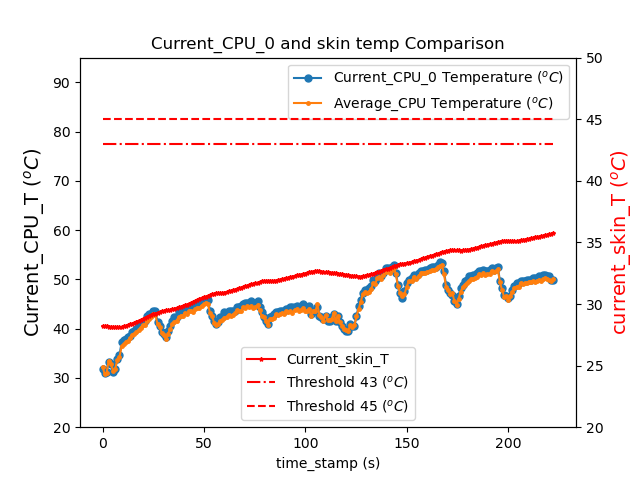 Current_CPU_0 and skin temp Comparison
Current_CPU_0 Temperature (°C)
Average_CPU Temperature (°C)
Current_CPU_T (°C)
90
80
70
60
50
40
30
20
50
45
40
35
30
25
20
current_skin_T (°C)
Current_skin_T
Threshold 43 (°C)
Threshold 45 (°C)
0 50 100 150 200
time_stamp (s)